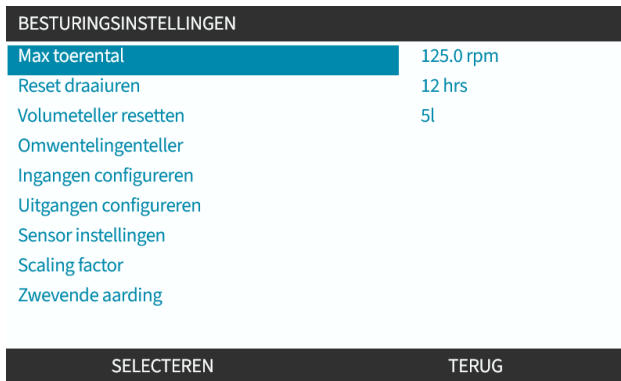 BESTURINGSINSTELLINGEN
Max toerental 125.0 rpm
Reset draaiuren 12 hrs
Volumeteller resetten 5l
Omwentelingenteller
Ingangen configureren
Uitgangen configureren
Sensor instellingen
Scaling factor
Zwevende aarding
SELECTEREN TERUG